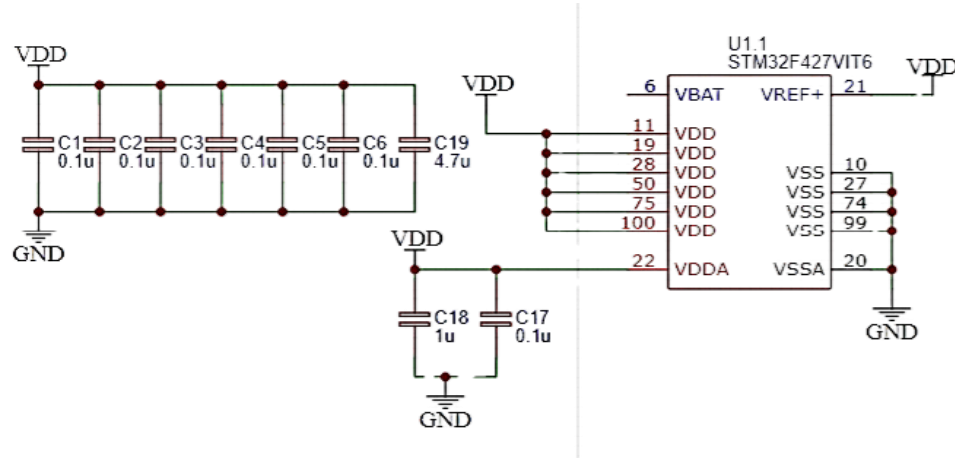 VDD
C1
0.1u
C2
0.1u
C3
0.1u
C4
0.1u
C5
0.1u
C6
0.1u
C19
4.7u
GND
VDD
U1.1
STM32F427VIT6
VDD
6 VBAT VREF+ 21
11 VDD
19 VDD
28 VDD VSS 10
50 VDD VSS 27
75 VDD VSS 74
100 VDD VSS 99
22 VDDA VSSA 20
VDD
C18
1u
C17
0.1u
GND
GND